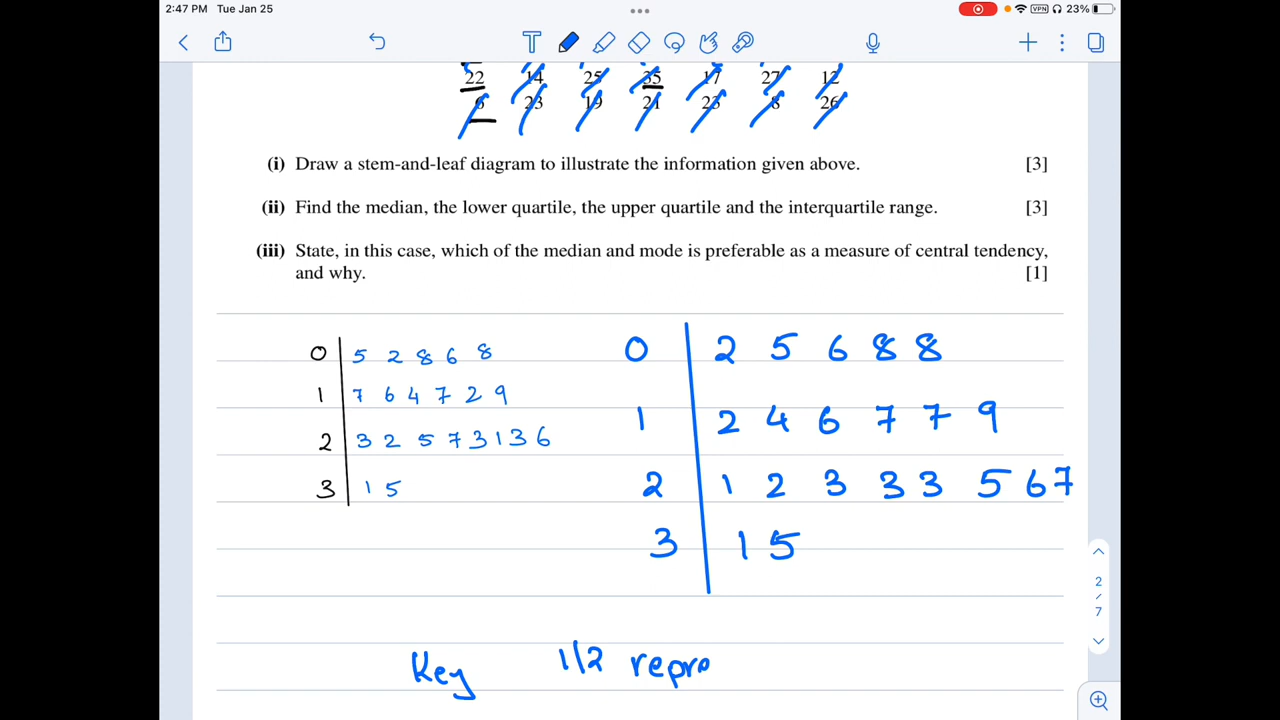 2:47 PM Tue Jan 25
VPN 23%
22 14 25 35 17 27 12
6 23 19 21 23 8 26
(i) Draw a stem-and-leaf diagram to illustrate the information given above. [3]
(ii) Find the median, the lower quartile, the upper quartile and the interquartile range. [3]
(iii) State, in this case, which of the median and mode is preferable as a measure of central tendency,
and why. [1]
0 | 5 2 8 6 8
1 | 7 6 4 7 2 9
2 | 3 2 5 7 3 1 3 6
3 | 1 5
0 | 2 5 6 8 8
1 | 2 4 6 7 7 9
2 | 1 2 3 3 3 5 6 7
3 | 1 5
Key 1/2 repre
2
/
7